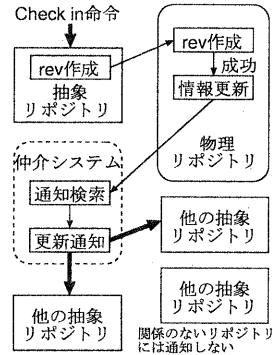 Check in命令
rev作成
抽象
リポジトリ
rev作成
成功
情報更新
物理
リポジトリ
仲介システム
通知検索
更新通知
他の抽象
リポジトリ
他の抽象
リポジトリ
他の抽象
リポジトリ
関係のないリポジトリ
には通知しない